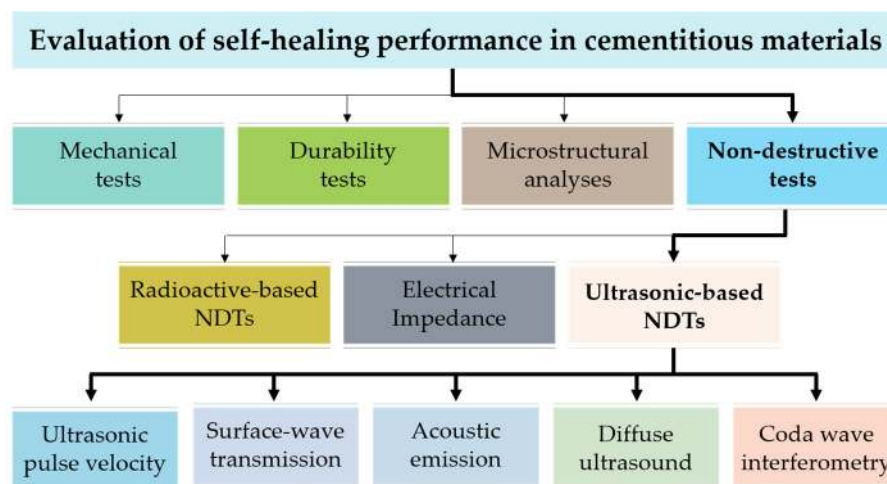 Evaluation of self-healing performance in cementitious materials
Mechanical
tests
Durability
tests
Microstructural
analyses
Non-destructive
tests
Radioactive-based
NDTs
Electrical
Impedance
Ultrasonic-based
NDTs
Ultrasonic
pulse velocity
Surface-wave
transmission
Acoustic
emission
Diffuse
ultrasound
Coda wave
interferometry